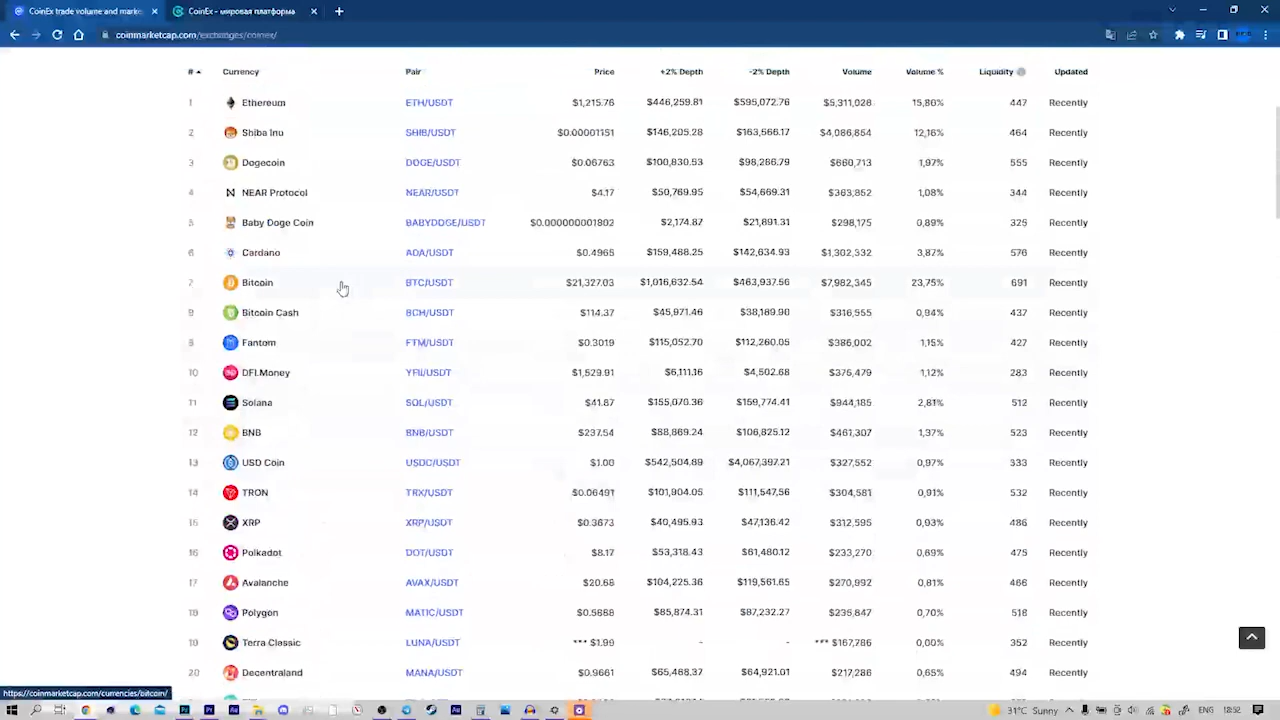 CoinEx trade volume and market
CoinEx - мировая платформа
coinmarketcap.com/exchanges/coinex/
# Currency Pair Price +2% Depth -2% Depth Volume Volume % Liquidity Updated
1 Ethereum ETH/USDT $1,215.76 $446,259.81 $595,072.76 $5,311,028 15,80% 447 Recently
2 Shiba Inu SHIB/USDT $0.00001151 $146,205.28 $163,566.17 $4,086,854 12,16% 464 Recently
3 Dogecoin DOGE/USDT $0.06763 $100,830.53 $98,286.79 $660,713 1,97% 555 Recently
4 NEAR Protocol NEAR/USDT $4.17 $50,769.95 $54,669.31 $363,852 1,08% 344 Recently
5 Baby Doge Coin BABYDOGE/USDT $0.000000001802 $2,174.87 $21,891.31 $298,175 0,89% 325 Recently
6 Cardano ADA/USDT $0.4965 $159,488.25 $142,634.93 $1,302,332 3,87% 576 Recently
7 Bitcoin BTC/USDT $21,327.03 $1,016,632.54 $463,937.56 $7,982,345 23,75% 691 Recently
8 Bitcoin Cash BCH/USDT $114.37 $45,971.46 $38,189.90 $316,555 0,94% 437 Recently
9 Fantom FTM/USDT $0.3019 $115,052.70 $112,260.05 $386,002 1,15% 427 Recently
10 DFI.Money YFII/USDT $1,529.91 $6,111.16 $4,502.68 $375,479 1,12% 283 Recently
11 Solana SOL/USDT $41.87 $155,070.36 $159,774.41 $944,185 2,81% 512 Recently
12 BNB BNB/USDT $237.54 $88,869.24 $106,825.12 $461,307 1,37% 523 Recently
13 USD Coin USDC/USDT $1.00 $542,504.89 $4,067,397.21 $327,552 0,97% 333 Recently
14 TRON TRX/USDT $0.06491 $101,904.05 $111,547.56 $304,581 0,91% 532 Recently
15 XRP XRP/USDT $0.3673 $40,495.93 $47,136.42 $312,595 0,93% 486 Recently
16 Polkadot DOT/USDT $8.17 $53,318.43 $61,480.12 $233,270 0,69% 475 Recently
17 Avalanche AVAX/USDT $20.68 $104,225.36 $119,561.65 $270,992 0,81% 466 Recently
18 Polygon MATIC/USDT $0.5688 $85,874.31 $87,232.27 $235,847 0,70% 516 Recently
19 Terra Classic LUNA/USDT *** $1.99 - - *** $167,786 0,00% 352 Recently
20 Decentraland MANA/USDT $0.9661 $65,468.37 $64,921.01 $217,286 0,65% 494 Recently
https://coinmarketcap.com/currencies/bitcoin/
31°C Sunny ENG 18:52